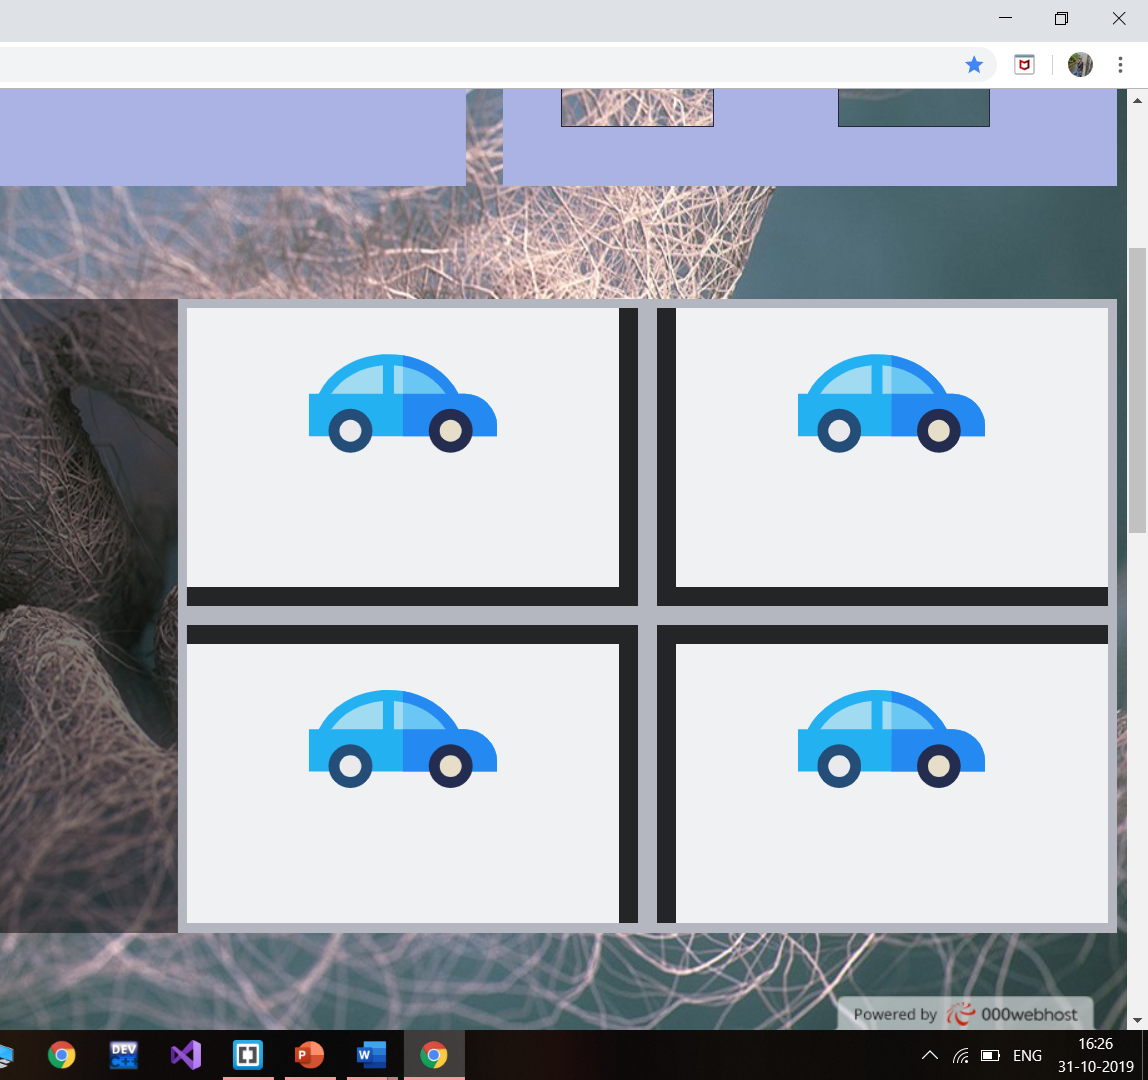 Powered by 000webhost
DEV
C++
P
W
ENG
16:26
31-10-2019